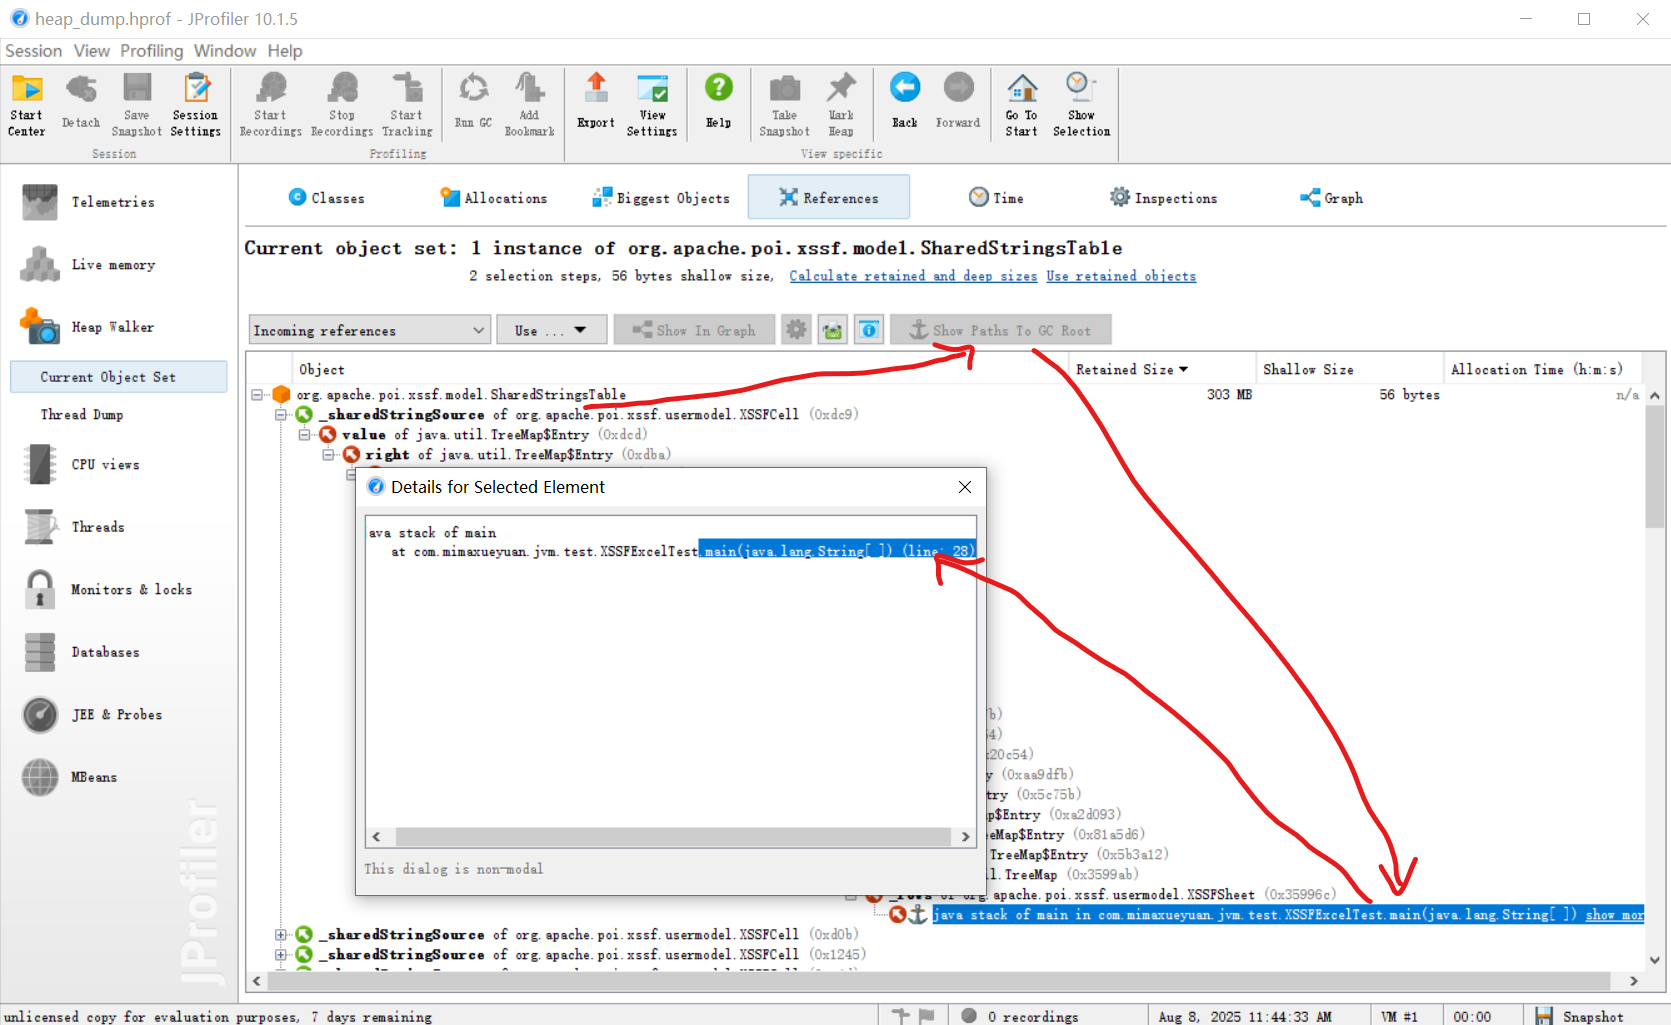 heap_dump.hprof - JProfiler 10.1.5
Session View Profiling Window Help
Start Center
Detach
Save Snapshot
Session Settings
Start Recordings
Stop Recordings
Start Tracking
Run GC
Add Bookmark
Export
View Settings
Help
Take Snapshot
Mark Heap
Back
Forward
Go To Start
Show Selection
Session
Profiling
View specific
Telemetries
Live memory
Heap Walker
Current Object Set
Thread Dump
CPU views
Threads
Monitors & locks
Databases
JEE & Probes
MBeans
JProfiler
Classes
Allocations
Biggest Objects
References
Time
Inspections
Graph
Current object set: 1 instance of org.apache.poi.xssf.model.SharedStringsTable
2 selection steps, 56 bytes shallow size, Calculate retained and deep sizes Use retained objects
Incoming references
Use ...
Show In Graph
Show Paths To GC Root
Object
Retained Size
Shallow Size
Allocation Time (h:m:s)
org.apache.poi.xssf.model.SharedStringsTable 303 MB 56 bytes n/a
_sharedStringSource of org.apache.poi.xssf.usermodel.XSSFCell (0xdc9)
value of java.util.TreeMap$Entry (0xdcd)
right of java.util.TreeMap$Entry (0xdba)
Details for Selected Element
ava stack of main
at com.mimaxueyuan.jvm.test.XSSFExcelTest.main(java.lang.String[ ]) (line: 28)
This dialog is non-modal
b)
4)
20c54)
y (0xaa9dfb)
try (0x5c75b)
p$Entry (0xa2d093)
eMap$Entry (0x81a5d6)
TreeMap$Entry (0x5b3a12)
l.TreeMap (0x3599ab)
_rows of org.apache.poi.xssf.usermodel.XSSFSheet (0x35996c)
java stack of main in com.mimaxueyuan.jvm.test.XSSFExcelTest.main(java.lang.String[ ]) show mor
_sharedStringSource of org.apache.poi.xssf.usermodel.XSSFCell (0xd0b)
_sharedStringSource of org.apache.poi.xssf.usermodel.XSSFCell (0x1245)
unlicensed copy for evaluation purposes, 7 days remaining
0 recordings
Aug 8, 2025 11:44:33 AM
VM #1
00:00
Snapshot